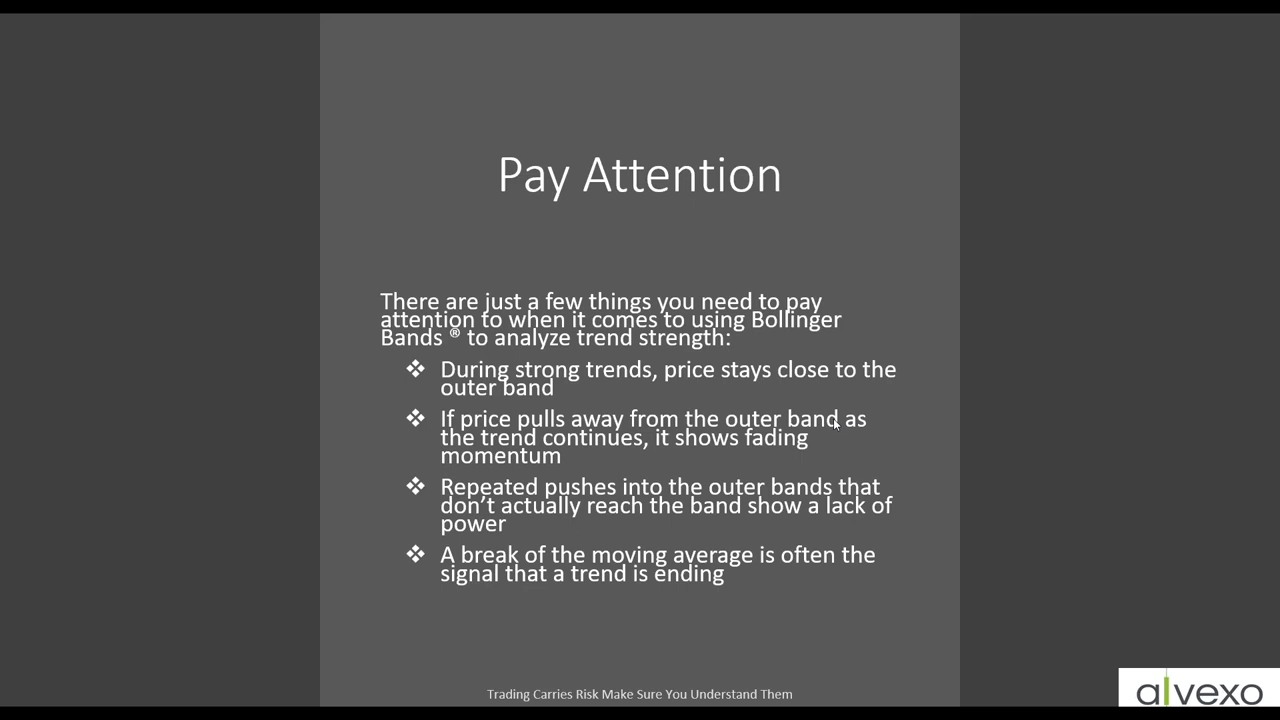 Pay Attention
There are just a few things you need to pay
attention to when it comes to using Bollinger
Bands ® to analyze trend strength:
❖ During strong trends, price stays close to the
outer band
❖ If price pulls away from the outer band as
the trend continues, it shows fading
momentum
❖ Repeated pushes into the outer bands that
don’t actually reach the band show a lack of
power
❖ A break of the moving average is often the
signal that a trend is ending
Trading Carries Risk Make Sure You Understand Them
alvexo